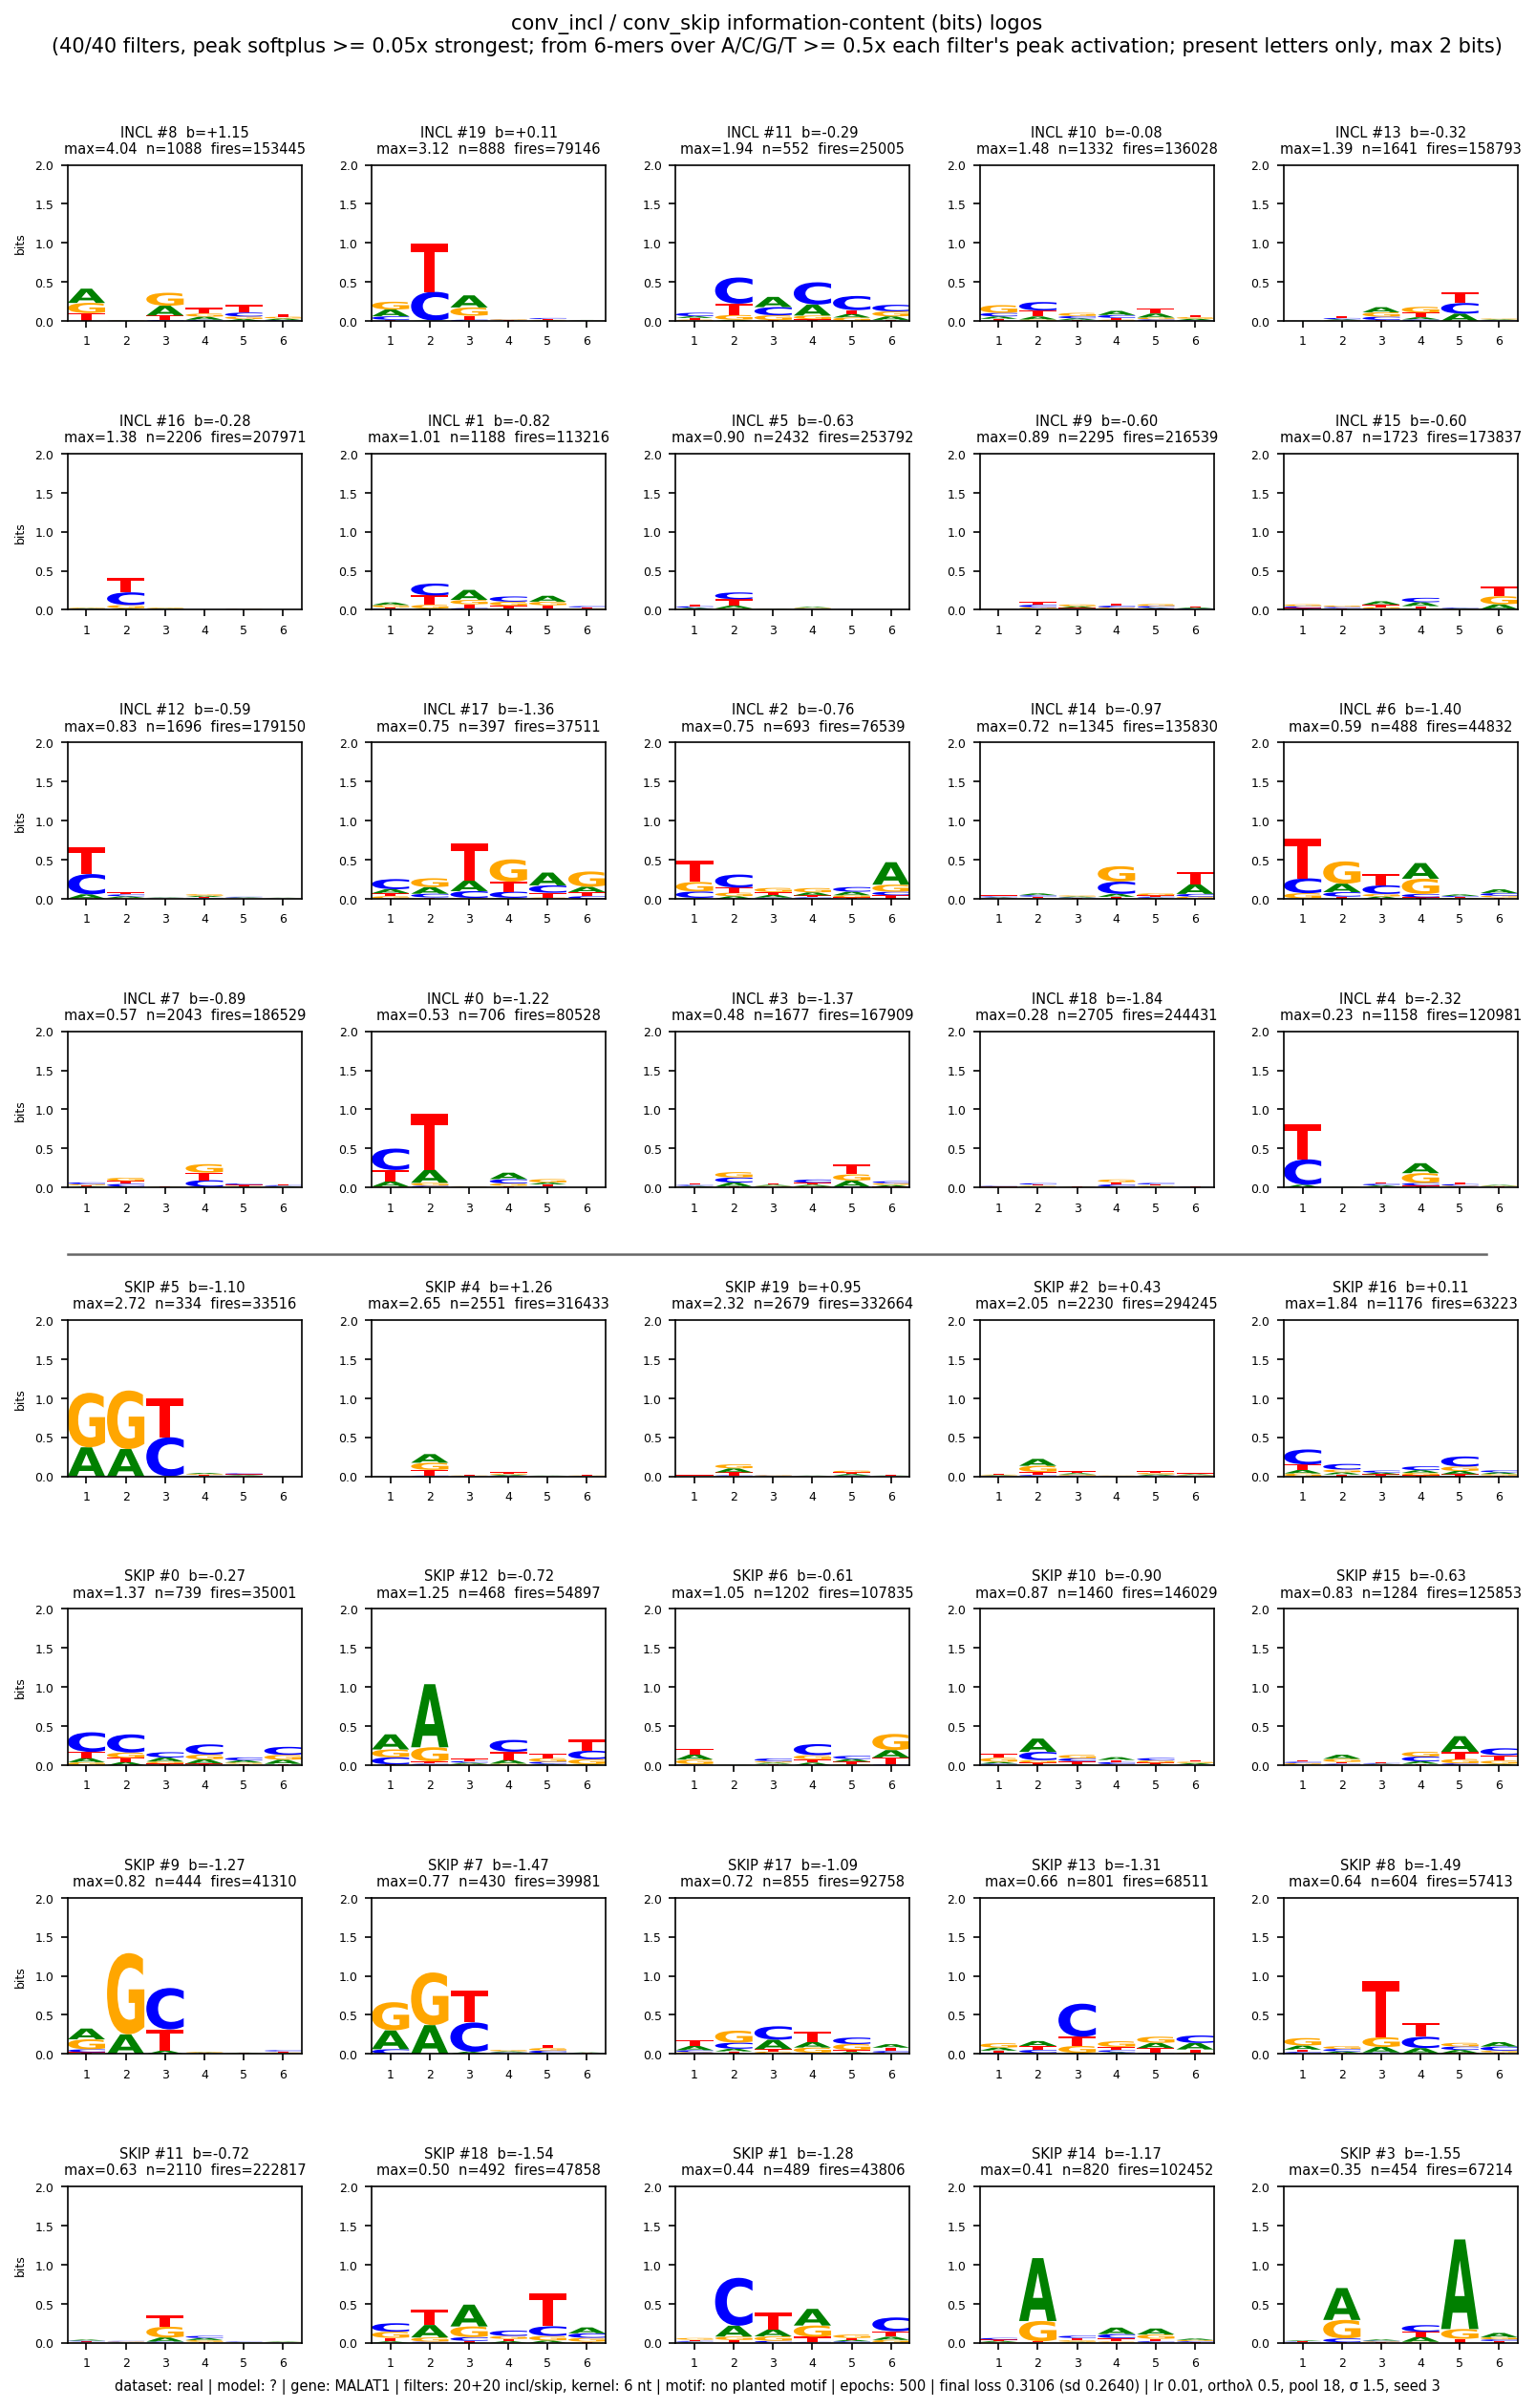 conv_incl / conv_skip information-content (bits) logos
(40/40 filters, peak softplus >= 0.05x strongest; from 6-mers over A/C/G/T >= 0.5x each filter's peak activation; present letters only, max 2 bits)
INCL #8 b=+1.15
max=4.04 n=1088 fires=153445
INCL #19 b=+0.11
max=3.12 n=888 fires=79146
INCL #11 b=-0.29
max=1.94 n=552 fires=25005
INCL #10 b=-0.08
max=1.48 n=1332 fires=136028
INCL #13 b=-0.32
max=1.39 n=1641 fires=158793
INCL #16 b=-0.28
max=1.38 n=2206 fires=207971
INCL #1 b=-0.82
max=1.01 n=1188 fires=113216
INCL #5 b=-0.63
max=0.90 n=2432 fires=253792
INCL #9 b=-0.60
max=0.89 n=2295 fires=216539
INCL #15 b=-0.60
max=0.87 n=1723 fires=173837
INCL #12 b=-0.59
max=0.83 n=1696 fires=179150
INCL #17 b=-1.36
max=0.75 n=397 fires=37511
INCL #2 b=-0.76
max=0.75 n=693 fires=76539
INCL #14 b=-0.97
max=0.72 n=1345 fires=135830
INCL #6 b=-1.40
max=0.59 n=488 fires=44832
INCL #7 b=-0.89
max=0.57 n=2043 fires=186529
INCL #0 b=-1.22
max=0.53 n=706 fires=80528
INCL #3 b=-1.37
max=0.48 n=1677 fires=167909
INCL #18 b=-1.84
max=0.28 n=2705 fires=244431
INCL #4 b=-2.32
max=0.23 n=1158 fires=120981
SKIP #5 b=-1.10
max=2.72 n=334 fires=33516
SKIP #4 b=+1.26
max=2.65 n=2551 fires=316433
SKIP #19 b=+0.95
max=2.32 n=2679 fires=332664
SKIP #2 b=+0.43
max=2.05 n=2230 fires=294245
SKIP #16 b=+0.11
max=1.84 n=1176 fires=63223
SKIP #0 b=-0.27
max=1.37 n=739 fires=35001
SKIP #12 b=-0.72
max=1.25 n=468 fires=54897
SKIP #6 b=-0.61
max=1.05 n=1202 fires=107835
SKIP #10 b=-0.90
max=0.87 n=1460 fires=146029
SKIP #15 b=-0.63
max=0.83 n=1284 fires=125853
SKIP #9 b=-1.27
max=0.82 n=444 fires=41310
SKIP #7 b=-1.47
max=0.77 n=430 fires=39981
SKIP #17 b=-1.09
max=0.72 n=855 fires=92758
SKIP #13 b=-1.31
max=0.66 n=801 fires=68511
SKIP #8 b=-1.49
max=0.64 n=604 fires=57413
SKIP #11 b=-0.72
max=0.63 n=2110 fires=222817
SKIP #18 b=-1.54
max=0.50 n=492 fires=47858
SKIP #1 b=-1.28
max=0.44 n=489 fires=43806
SKIP #14 b=-1.17
max=0.41 n=820 fires=102452
SKIP #3 b=-1.55
max=0.35 n=454 fires=67214
dataset: real | model: ? | gene: MALAT1 | filters: 20+20 incl/skip, kernel: 6 nt | motif: no planted motif | epochs: 500 | final loss 0.3106 (sd 0.2640) | lr 0.01, orthoλ 0.5, pool 18, σ 1.5, seed 3